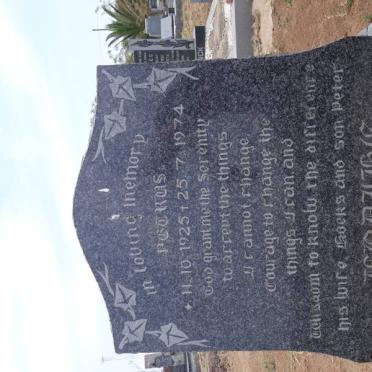 In loving memory
PETRUS
* 11.10.1925 - 25.7.1974
God grant me the serenity
to accept the things
I cannot change
Courage to change the
things I can and
Wisdom to know the difference
his wife Looks and son Peter